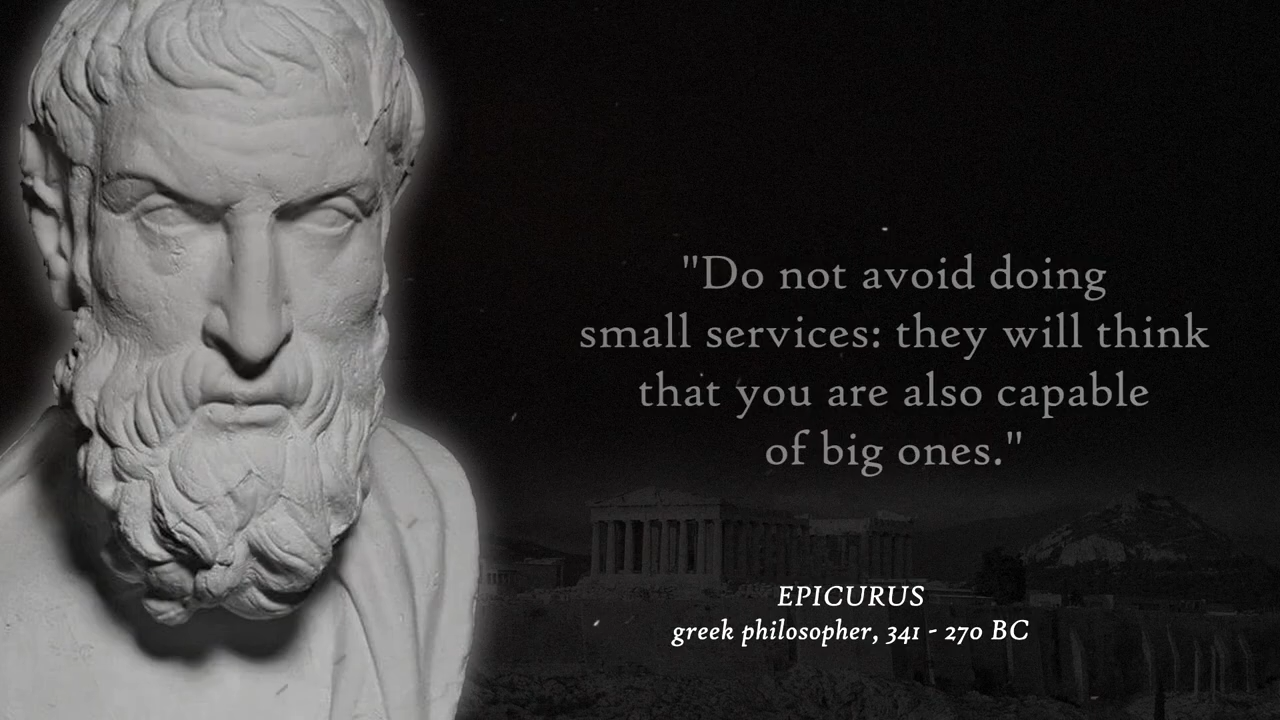 "Do not avoid doing
small services: they will think
that you are also capable
of big ones."
EPICURUS
greek philosopher, 341 - 270 BC